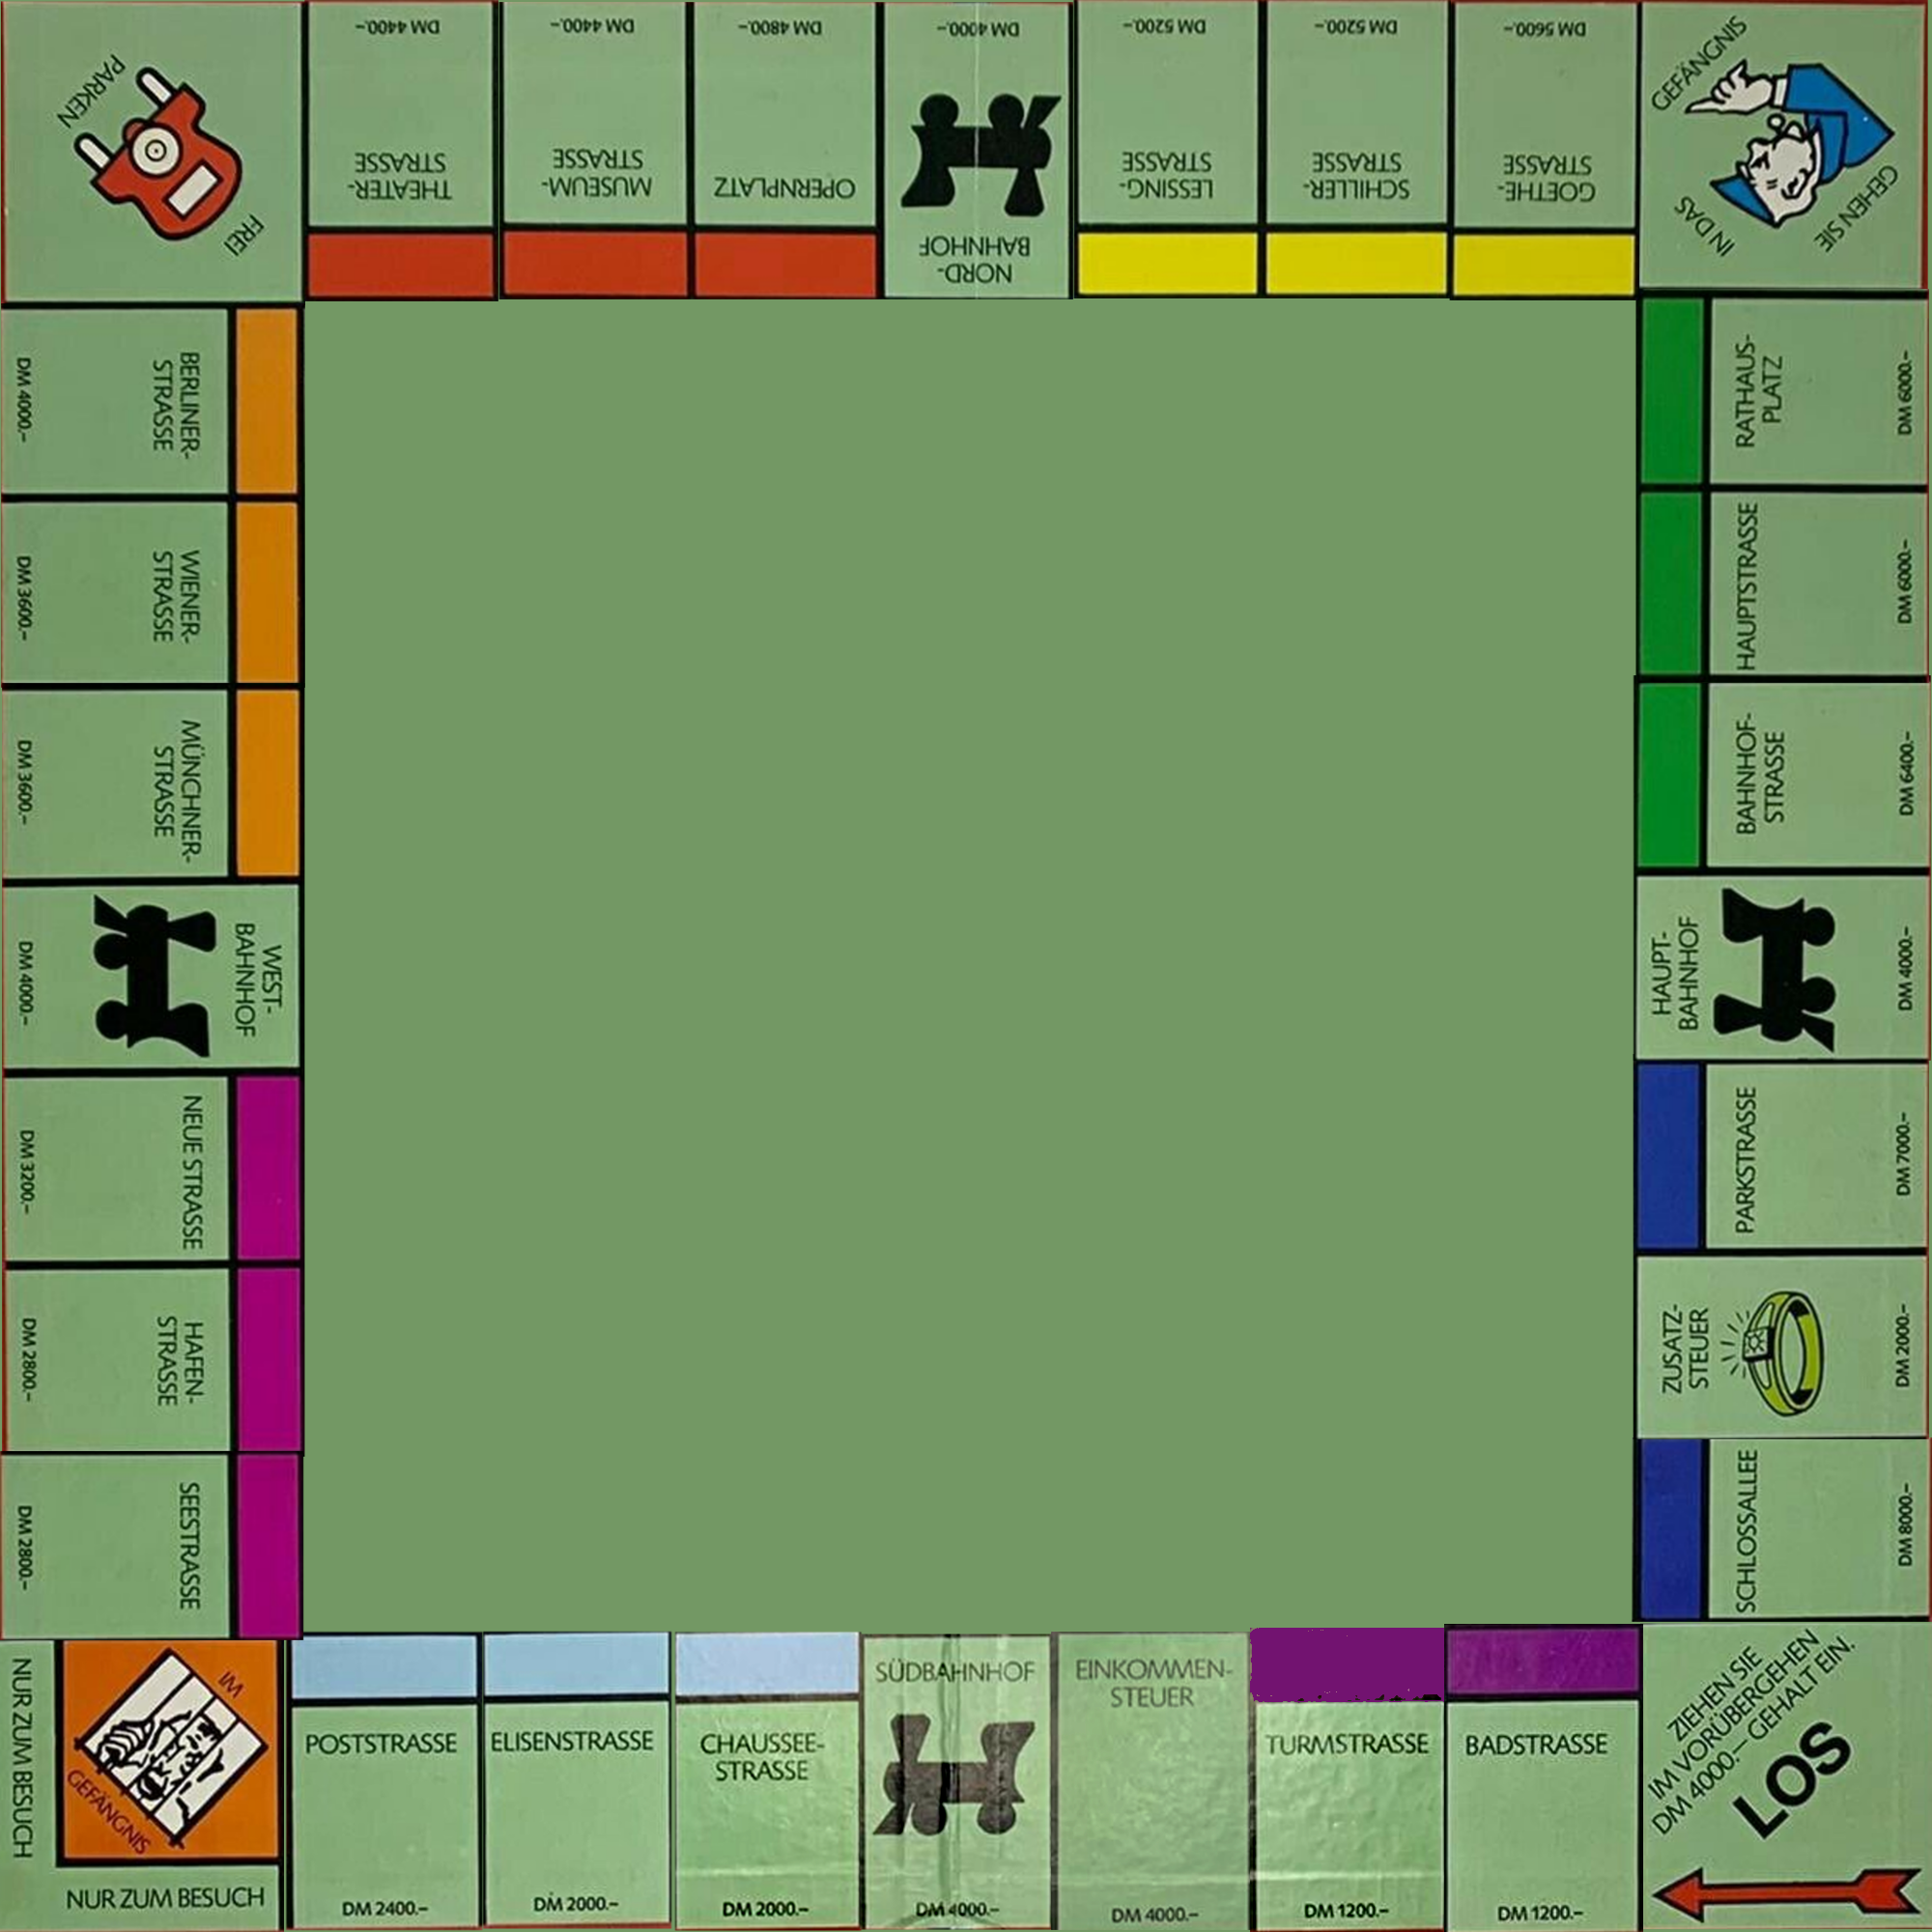 PARKEN
FREI
DM 4400.–
THEATER-
STRASSE
DM 4400.–
MUSEUM-
STRASSE
DM 4800.–
OPERNPLATZ
DM 4000.–
NORD-
BAHNHOF
DM 5200.–
LESSING-
STRASSE
DM 5200.–
SCHILLER-
STRASSE
DM 5600.–
GOETHE-
STRASSE
GEHEN SIE
IN DAS
GEFÄNGNIS
RATHAUS-
PLATZ
DM 6000.–
HAUPTSTRASSE
DM 6000.–
BAHNHOF-
STRASSE
DM 6400.–
HAUPT-
BAHNHOF
DM 4000.–
PARKSTRASSE
DM 7000.–
ZUSATZ-
STEUER
DM 2000.–
SCHLOSSALLEE
DM 8000.–
ZIEHEN SIE
IM VORÜBERGEHEN
DM 4000.– GEHALT EIN.
LOS
BADSTRASSE
DM 1200.–
TURMSTRASSE
DM 1200.–
EINKOMMEN-
STEUER
DM 4000.–
SÜDBAHNHOF
DM 4000.–
CHAUSSEE-
STRASSE
DM 2000.–
ELISENSTRASSE
DM 2000.–
POSTSTRASSE
DM 2400.–
IM
GEFÄNGNIS
NUR ZUM BESUCH
NUR ZUM BESUCH
SEESTRASSE
DM 2800.–
HAFEN-
STRASSE
DM 2800.–
NEUE STRASSE
DM 3200.–
WEST-
BAHNHOF
DM 4000.–
MÜNCHNER-
STRASSE
DM 3600.–
WIENER-
STRASSE
DM 3600.–
BERLINER-
STRASSE
DM 4000.–